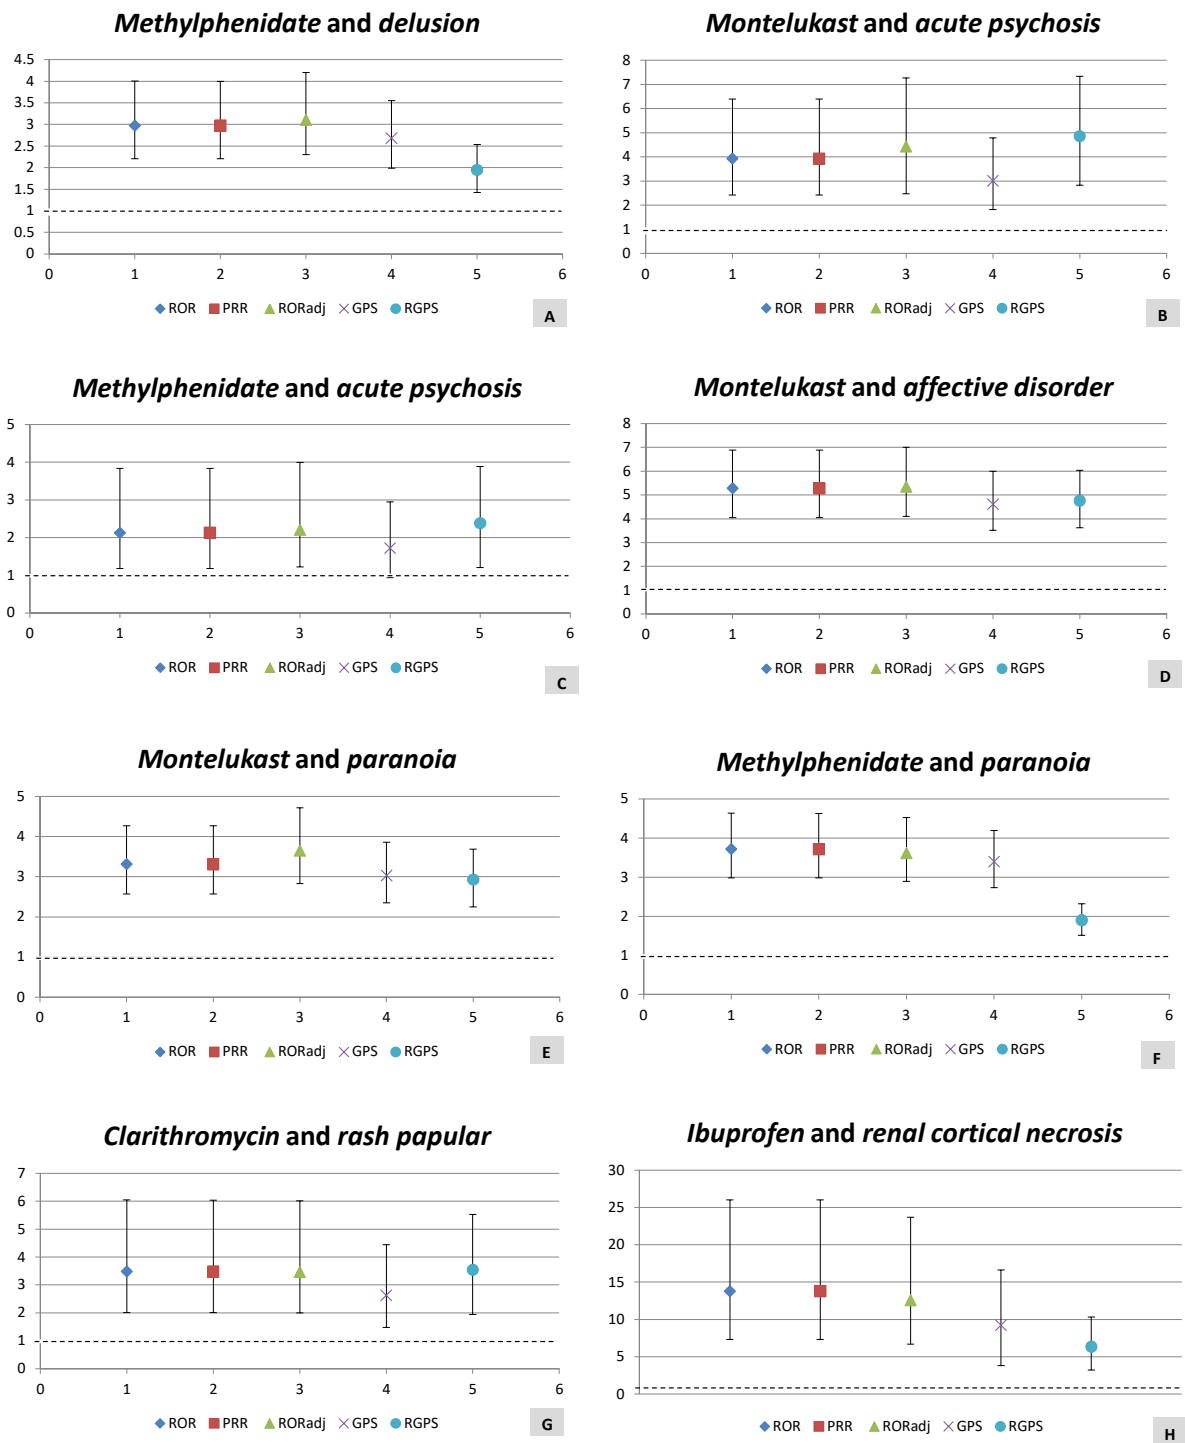 Methylphenidate and delusion
4.5
4
3.5
3
2.5
2
1.5
1
0.5
0
0 1 2 3 4 5 6
ROR PRR RORadj GPS RGPS
A
Montelukast and acute psychosis
8
7
6
5
4
3
2
1
0
0 1 2 3 4 5 6
ROR PRR RORadj GPS RGPS
B
Methylphenidate and acute psychosis
5
4
3
2
1
0
0 1 2 3 4 5 6
ROR PRR RORadj GPS RGPS
C
Montelukast and affective disorder
8
7
6
5
4
3
2
1
0
0 1 2 3 4 5 6
ROR PRR RORadj GPS RGPS
D
Montelukast and paranoia
5
4
3
2
1
0
0 1 2 3 4 5 6
ROR PRR RORadj GPS RGPS
E
Methylphenidate and paranoia
5
4
3
2
1
0
0 1 2 3 4 5 6
ROR PRR RORadj GPS RGPS
F
Clarithromycin and rash papular
7
6
5
4
3
2
1
0
0 1 2 3 4 5 6
ROR PRR RORadj GPS RGPS
G
Ibuprofen and renal cortical necrosis
30
25
20
15
10
5
0
ROR PRR RORadj GPS RGPS
H